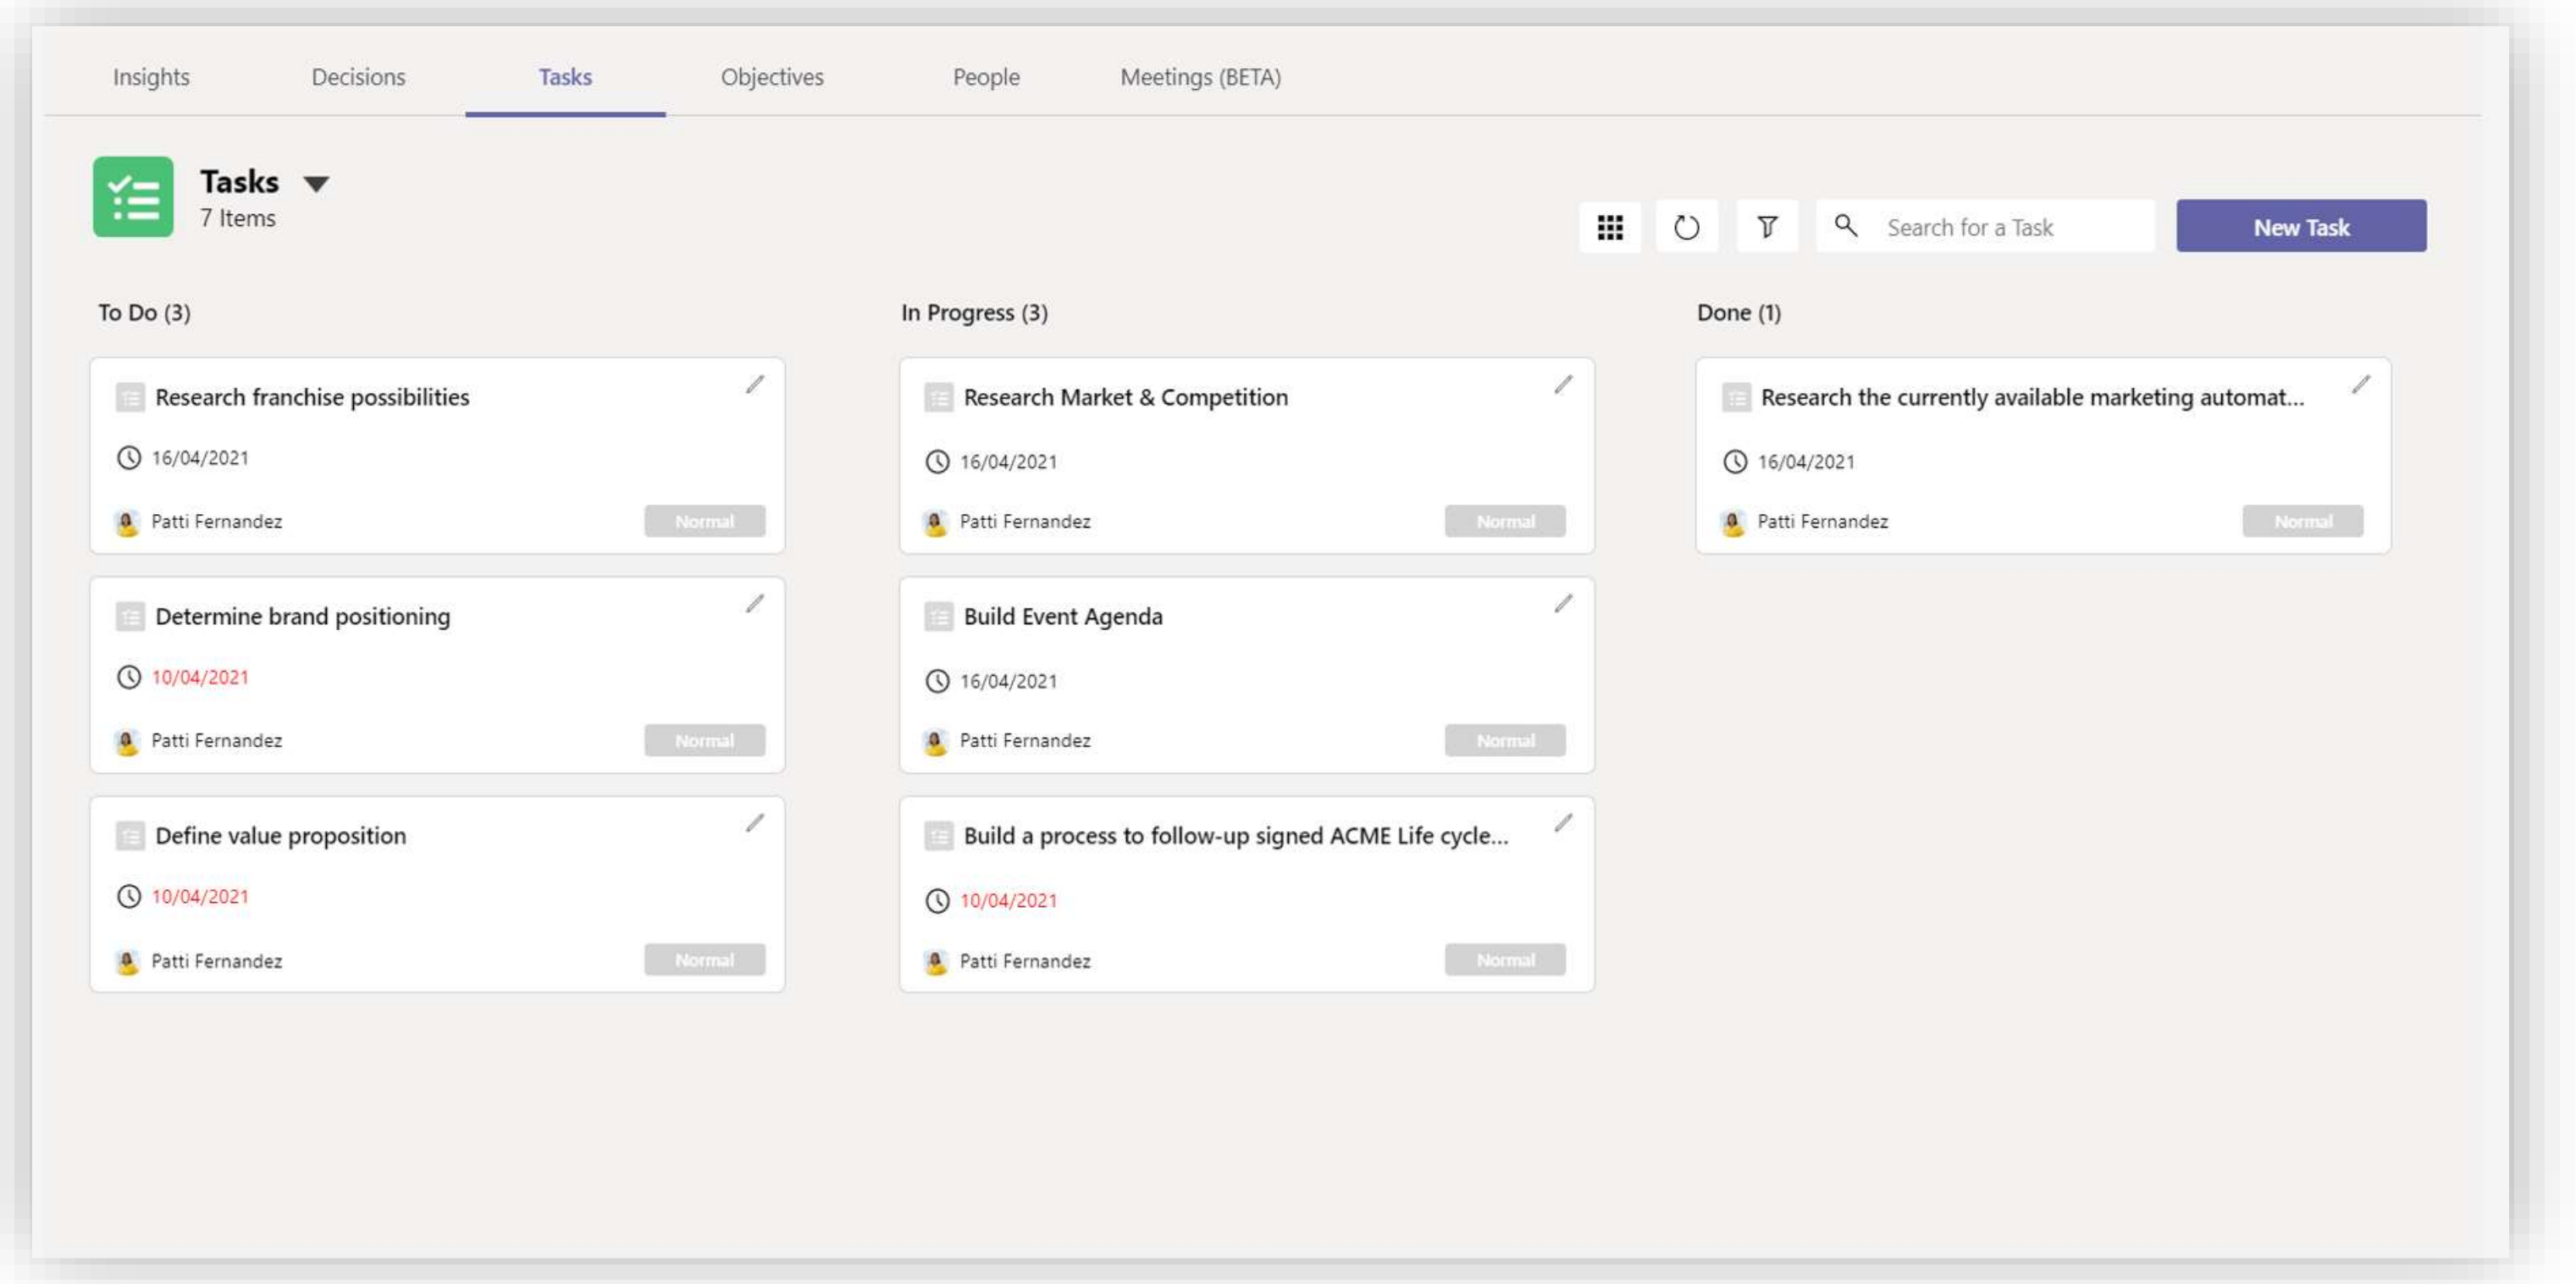 Insights Decisions Tasks Objectives People Meetings (BETA)
Tasks
7 Items
Search for a Task
New Task
To Do (3)
Research franchise possibilities
16/04/2021
Patti Fernandez Normal
Determine brand positioning
10/04/2021
Patti Fernandez Normal
Define value proposition
10/04/2021
Patti Fernandez Normal
In Progress (3)
Research Market & Competition
16/04/2021
Patti Fernandez Normal
Build Event Agenda
16/04/2021
Patti Fernandez Normal
Build a process to follow-up signed ACME Life cycle...
10/04/2021
Patti Fernandez Normal
Done (1)
Research the currently available marketing automat...
16/04/2021
Patti Fernandez Normal